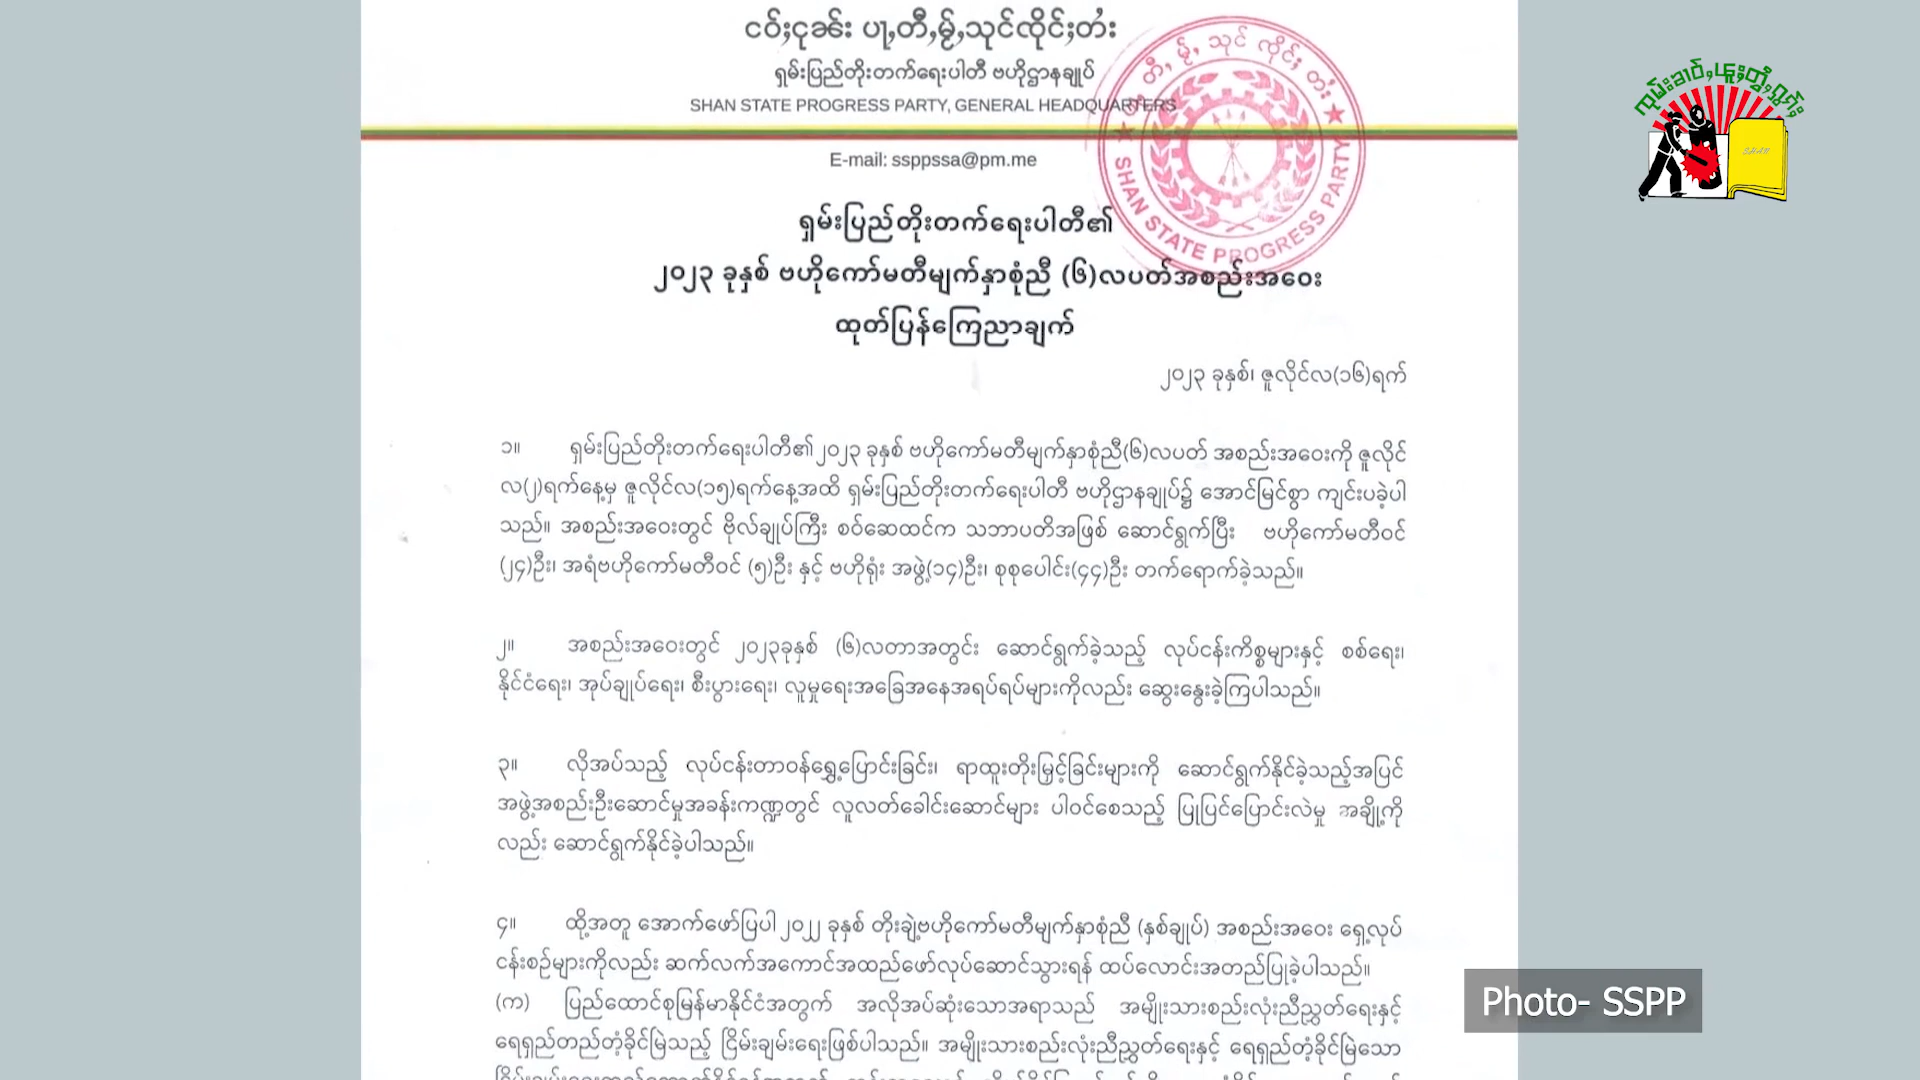 ငဝ်ႈငုၼ်း ပႃႇတီႇမႂ်ႇသုင်ၸိုင်ႈတႆး
ရှမ်းပြည်တိုးတက်ရေးပါတီ ဗဟိုဌာနချုပ်
SHAN STATE PROGRESS PARTY, GENERAL HEADQUARTERS
E-mail: ssppssa@pm.me
SHAN STATE PROGRESS PARTY
ရှမ်းပြည်တိုးတက်ရေးပါတီ၏
၂၀၂၃ ခုနှစ် ဗဟိုကော်မတီမျက်နှာစုံညီ (၆)လပတ်အစည်းအဝေး
ထုတ်ပြန်ကြေညာချက်
၂၀၂၃ ခုနှစ်၊ ဇူလိုင်လ(၁၆)ရက်
၁။ ရှမ်းပြည်တိုးတက်ရေးပါတီ၏ ၂၀၂၃ ခုနှစ် ဗဟိုကော်မတီမျက်နှာစုံညီ(၆)လပတ် အစည်းအဝေးကို ဇူလိုင်
လ(၂)ရက်နေ့မှ ဇူလိုင်လ(၁၅)ရက်နေ့အထိ ရှမ်းပြည်တိုးတက်ရေးပါတီ ဗဟိုဌာနချုပ်၌ အောင်မြင်စွာ ကျင်းပခဲ့ပါ
သည်။ အစည်းအဝေးတွင် ဗိုလ်ချုပ်ကြီး စဝ်ဆေထင်က သဘာပတိအဖြစ် ဆောင်ရွက်ပြီး ဗဟိုကော်မတီဝင်
(၂၄)ဦး၊ အရံဗဟိုကော်မတီဝင် (၅)ဦး နှင့် ဗဟိုရုံး အဖွဲ့(၁၄)ဦး၊ စုစုပေါင်း(၄၄)ဦး တက်ရောက်ခဲ့သည်။
၂။ အစည်းအဝေးတွင် ၂၀၂၃ခုနှစ် (၆)လတာအတွင်း ဆောင်ရွက်ခဲ့သည့် လုပ်ငန်းကိစ္စများနှင့် စစ်ရေး၊
နိုင်ငံရေး၊ အုပ်ချုပ်ရေး၊ စီးပွားရေး၊ လူမှုရေးအခြေအနေအရပ်ရပ်များကိုလည်း ဆွေးနွေးခဲ့ကြပါသည်။
၃။ လိုအပ်သည့် လုပ်ငန်းတာဝန်ရွှေ့ပြောင်းခြင်း၊ ရာထူးတိုးမြှင့်ခြင်းများကို ဆောင်ရွက်နိုင်ခဲ့သည့်အပြင်
အဖွဲ့အစည်းဦးဆောင်မှုအခန်းကဏ္ဍတွင် လူလတ်ခေါင်းဆောင်များ ပါဝင်စေသည့် ပြုပြင်ပြောင်းလဲမှု အချို့ကို
လည်း ဆောင်ရွက်နိုင်ခဲ့ပါသည်။
၄။ ထို့အတူ အောက်ဖော်ပြပါ ၂၀၂၂ ခုနှစ် တိုးချဲ့ဗဟိုကော်မတီမျက်နှာစုံညီ (နှစ်ချုပ်) အစည်းအဝေး ရှေ့လုပ်
ငန်းစဉ်များကိုလည်း ဆက်လက်အကောင်အထည်ဖော်လုပ်ဆောင်သွားရန် ထပ်လောင်းအတည်ပြုခဲ့ပါသည်။
(က) ပြည်ထောင်စုမြန်မာနိုင်ငံအတွက် အလိုအပ်ဆုံးသောအရာသည် အမျိုးသားစည်းလုံးညီညွတ်ရေးနှင့်
ရေရှည်တည်တံ့ခိုင်မြဲသည့် ငြိမ်းချမ်းရေးဖြစ်ပါသည်။ အမျိုးသားစည်းလုံးညီညွတ်ရေးနှင့် ရေရှည်တံ့ခိုင်မြဲသော
SHAN
Photo- SSPP